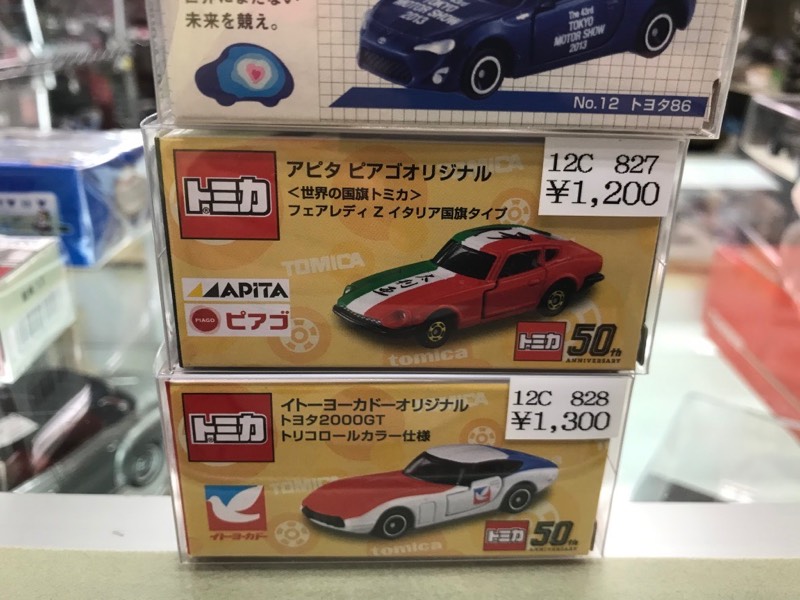 未来を競え。
The 43rd
TOKYO
MOTOR SHOW
2013
No.12 トヨタ86
トミカ
アピタ ピアゴオリジナル
＜世界の国旗トミカ＞
フェアレディ Z イタリア国旗タイプ
12C 827
¥1,200
TOMICA
APiTA
PIAGO
ピアゴ
tomica
トミカ
50th
ANNIVERSARY
トミカ
イトーヨーカドーオリジナル
トヨタ2000GT
トリコロールカラー仕様
12C 828
¥1,300
TOMICA
イトーヨーカドー
tomica
トミカ
50th
ANNIVERSARY